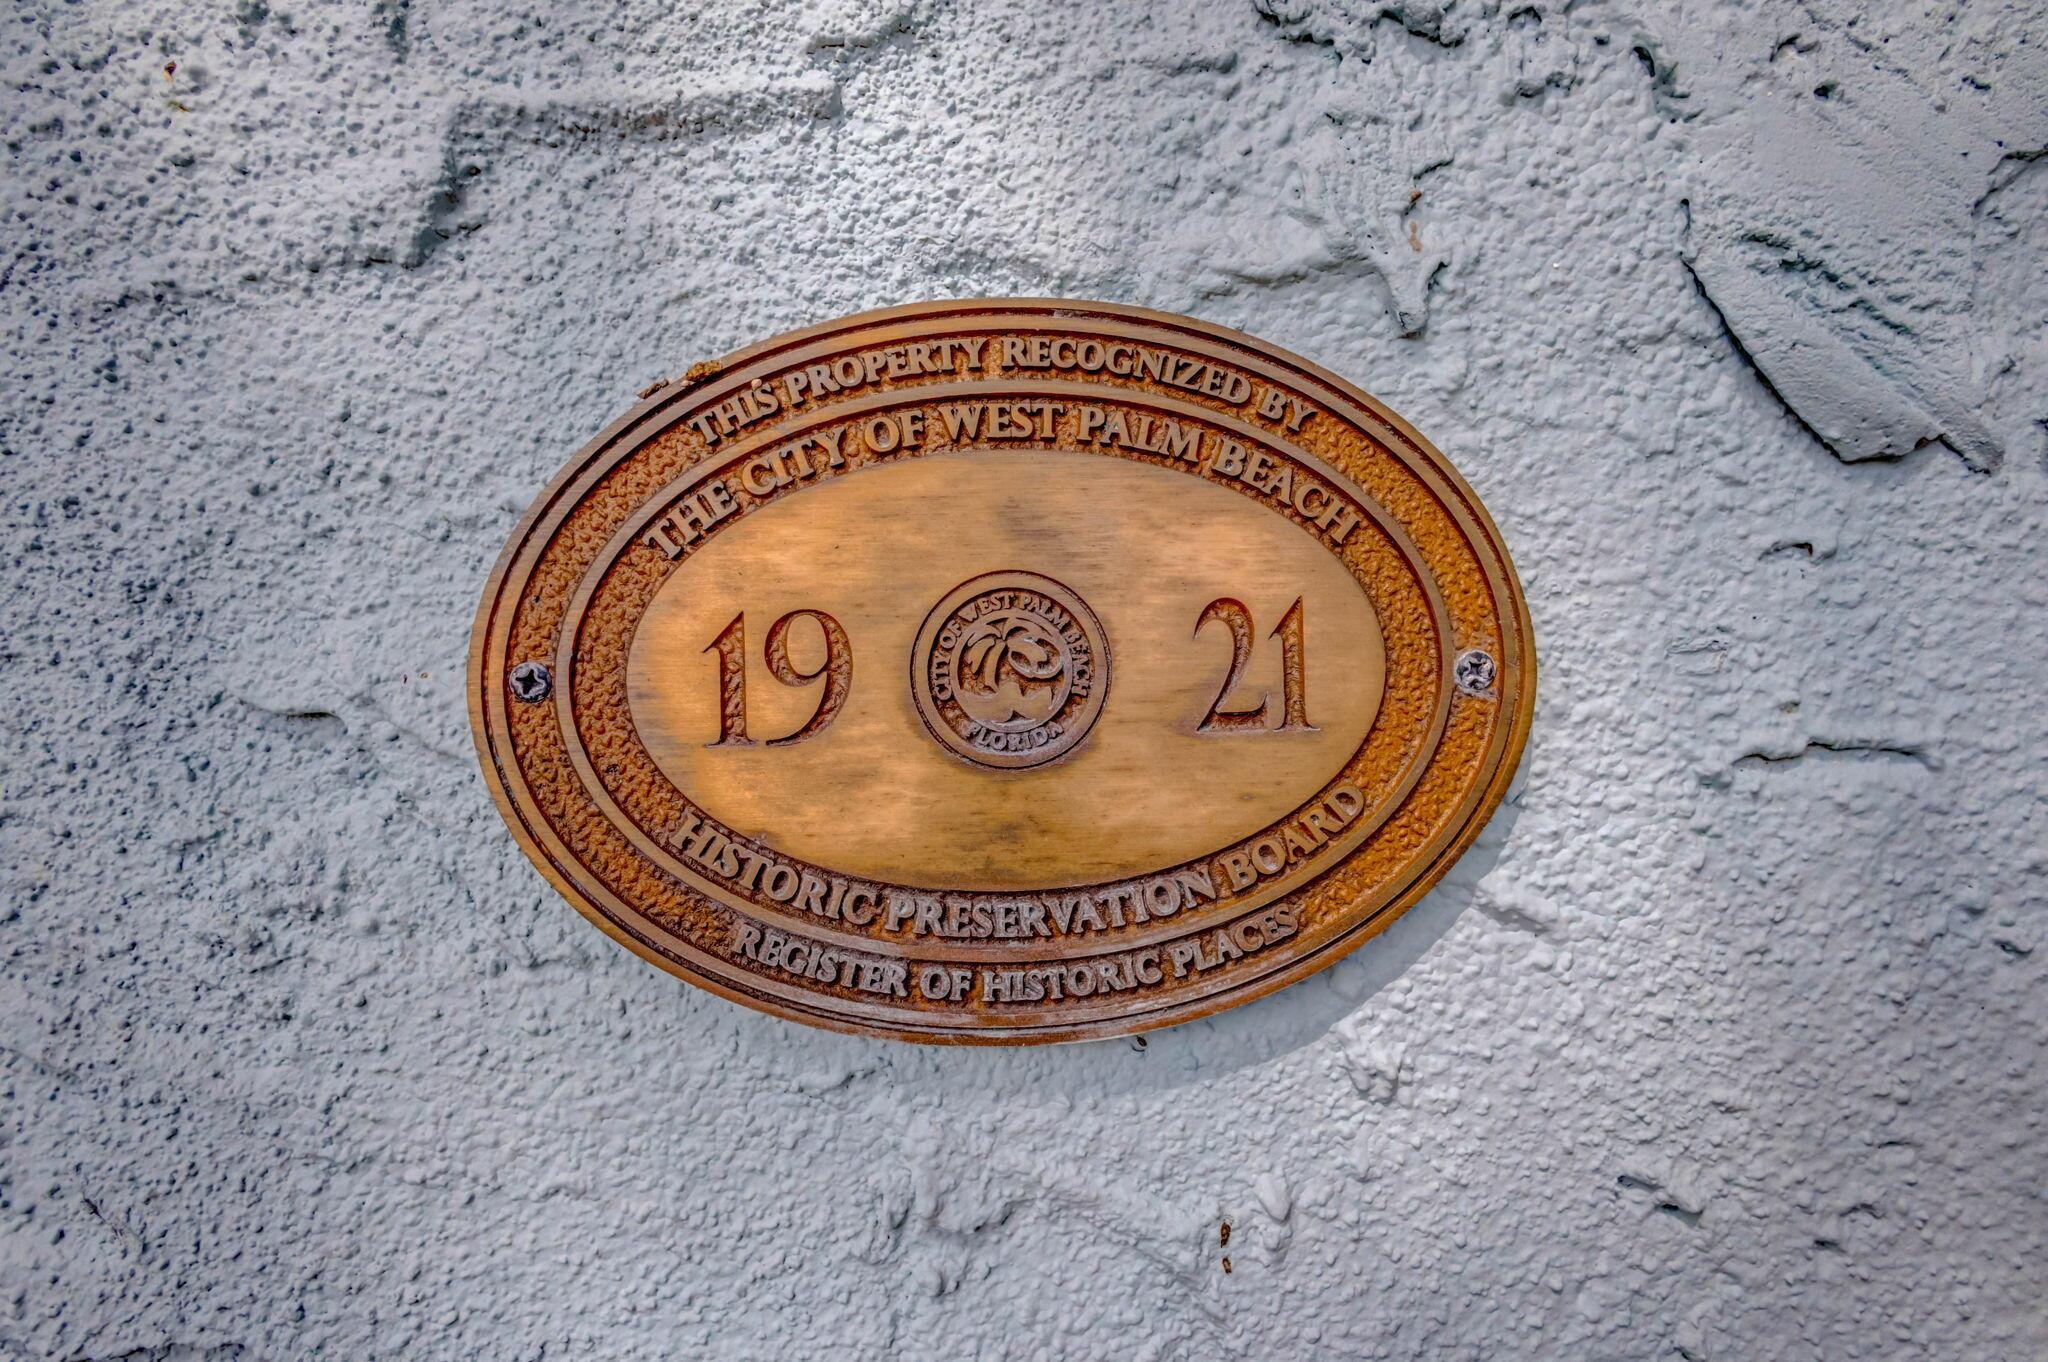 THIS PROPERTY RECOGNIZED BY
THE CITY OF WEST PALM BEACH
19 21
CITY OF WEST PALM BEACH
FLORIDA
HISTORIC PRESERVATION BOARD
REGISTER OF HISTORIC PLACES